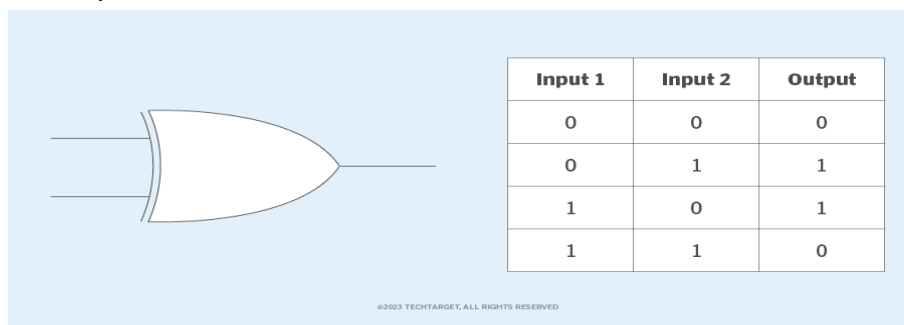 Input 1 Input 2 Output
0 0 0
0 1 1
1 0 1
1 1 0
©2023 TECHTARGET, ALL RIGHTS RESERVED